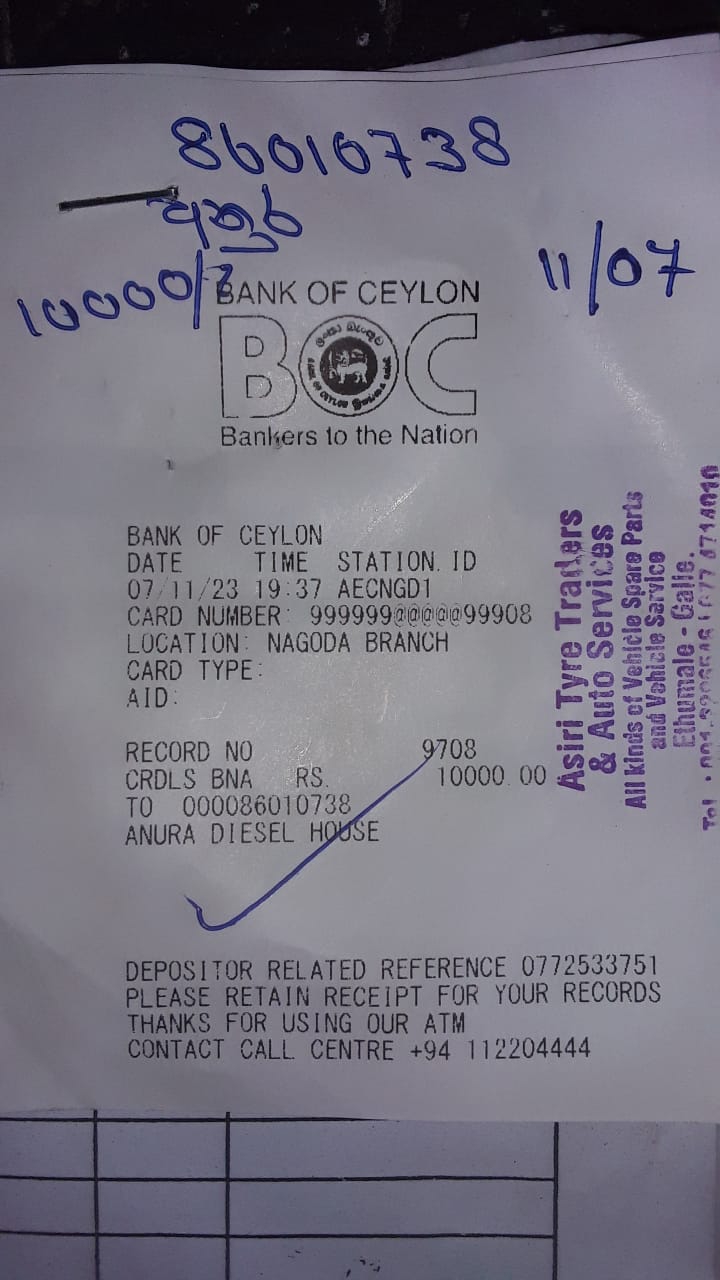 86010738
අනුර
10000/=
11/07
BANK OF CEYLON
BOC
Bankers to the Nation
BANK OF CEYLON
DATE TIME STATION.ID
07/11/23 19:37 AECNGD1
CARD NUMBER: 999999@@@@@99908
LOCATION: NAGODA BRANCH
CARD TYPE:
AID:
RECORD NO 9708
CRDLS BNA RS. 10000.00
TO 000086010738
ANURA DIESEL HOUSE
DEPOSITOR RELATED REFERENCE 0772533751
PLEASE RETAIN RECEIPT FOR YOUR RECORDS
THANKS FOR USING OUR ATM
CONTACT CALL CENTRE +94 112204444
Asiri Tyre Traders
& Auto Services
All kinds of Vehicle Spare Parts
and Vehicle Service
Ethumale - Galle.
Tel :